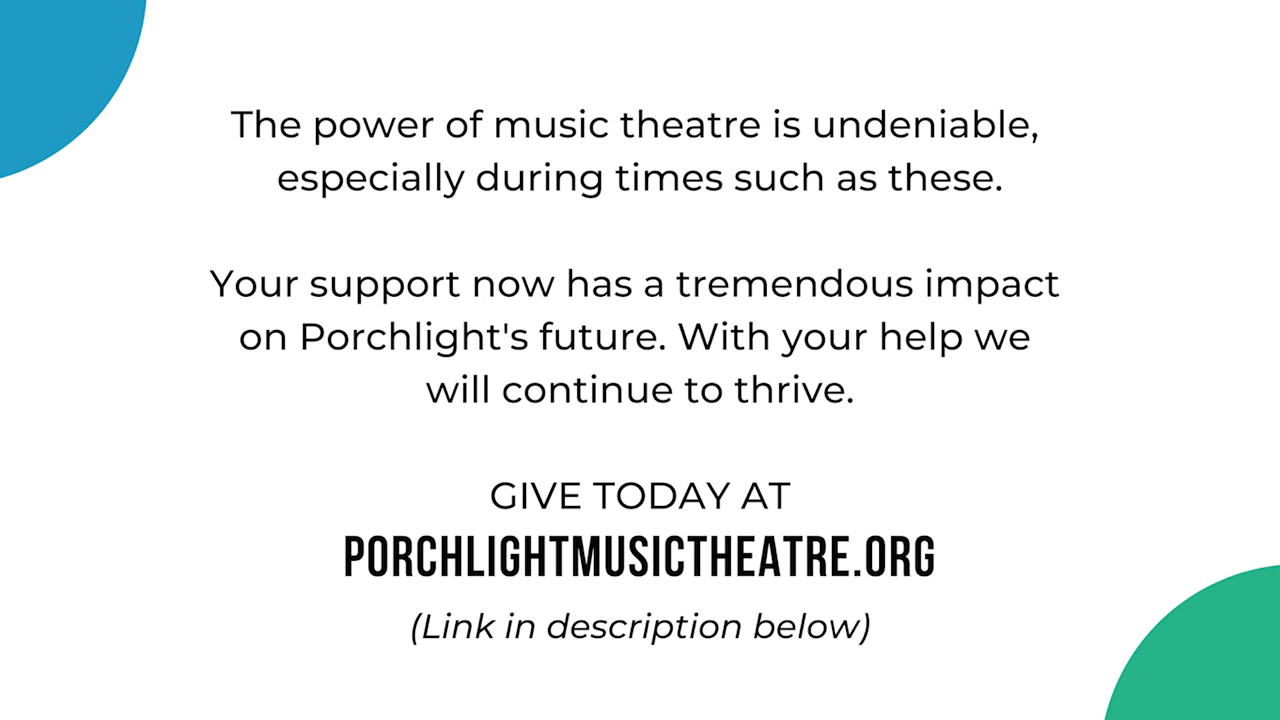 The power of music theatre is undeniable,
especially during times such as these.
Your support now has a tremendous impact
on Porchlight's future. With your help we
will continue to thrive.
GIVE TODAY AT
PORCHLIGHTMUSICTHEATRE.ORG
(Link in description below)